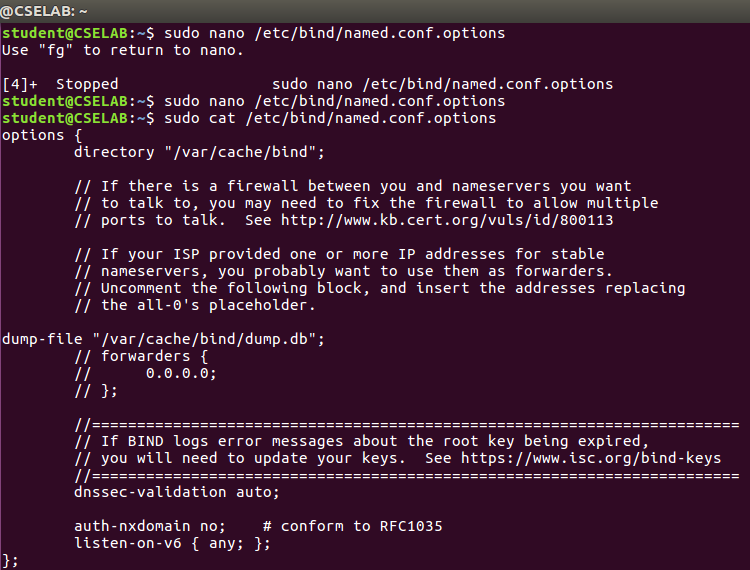 @CSELAB: ~
student@CSELAB:~$ sudo nano /etc/bind/named.conf.options
Use "fg" to return to nano.
[4]+  Stopped                 sudo nano /etc/bind/named.conf.options
student@CSELAB:~$ sudo nano /etc/bind/named.conf.options
student@CSELAB:~$ sudo cat /etc/bind/named.conf.options
options {
        directory "/var/cache/bind";
        // If there is a firewall between you and nameservers you want
        // to talk to, you may need to fix the firewall to allow multiple
        // ports to talk.  See http://www.kb.cert.org/vuls/id/800113
        // If your ISP provided one or more IP addresses for stable
        // nameservers, you probably want to use them as forwarders.
        // Uncomment the following block, and insert the addresses replacing
        // the all-0's placeholder.
dump-file "/var/cache/bind/dump.db";
        // forwarders {
        //      0.0.0.0;
        // };
        //========================================================================
        // If BIND logs error messages about the root key being expired,
        // you will need to update your keys.  See https://www.isc.org/bind-keys
        //========================================================================
        dnssec-validation auto;
        auth-nxdomain no;    # conform to RFC1035
        listen-on-v6 { any; };
};